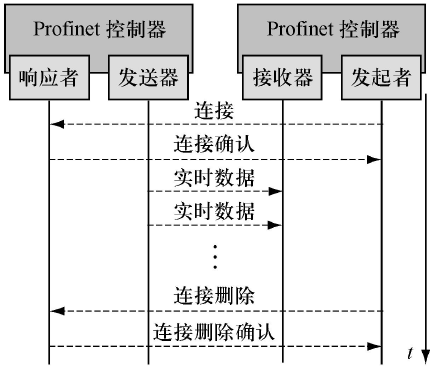 Profinet 控制器 Profinet 控制器
响应者 发送器 接收器 发起者
连接
连接确认
实时数据
实时数据
⋮
连接删除
连接删除确认
t